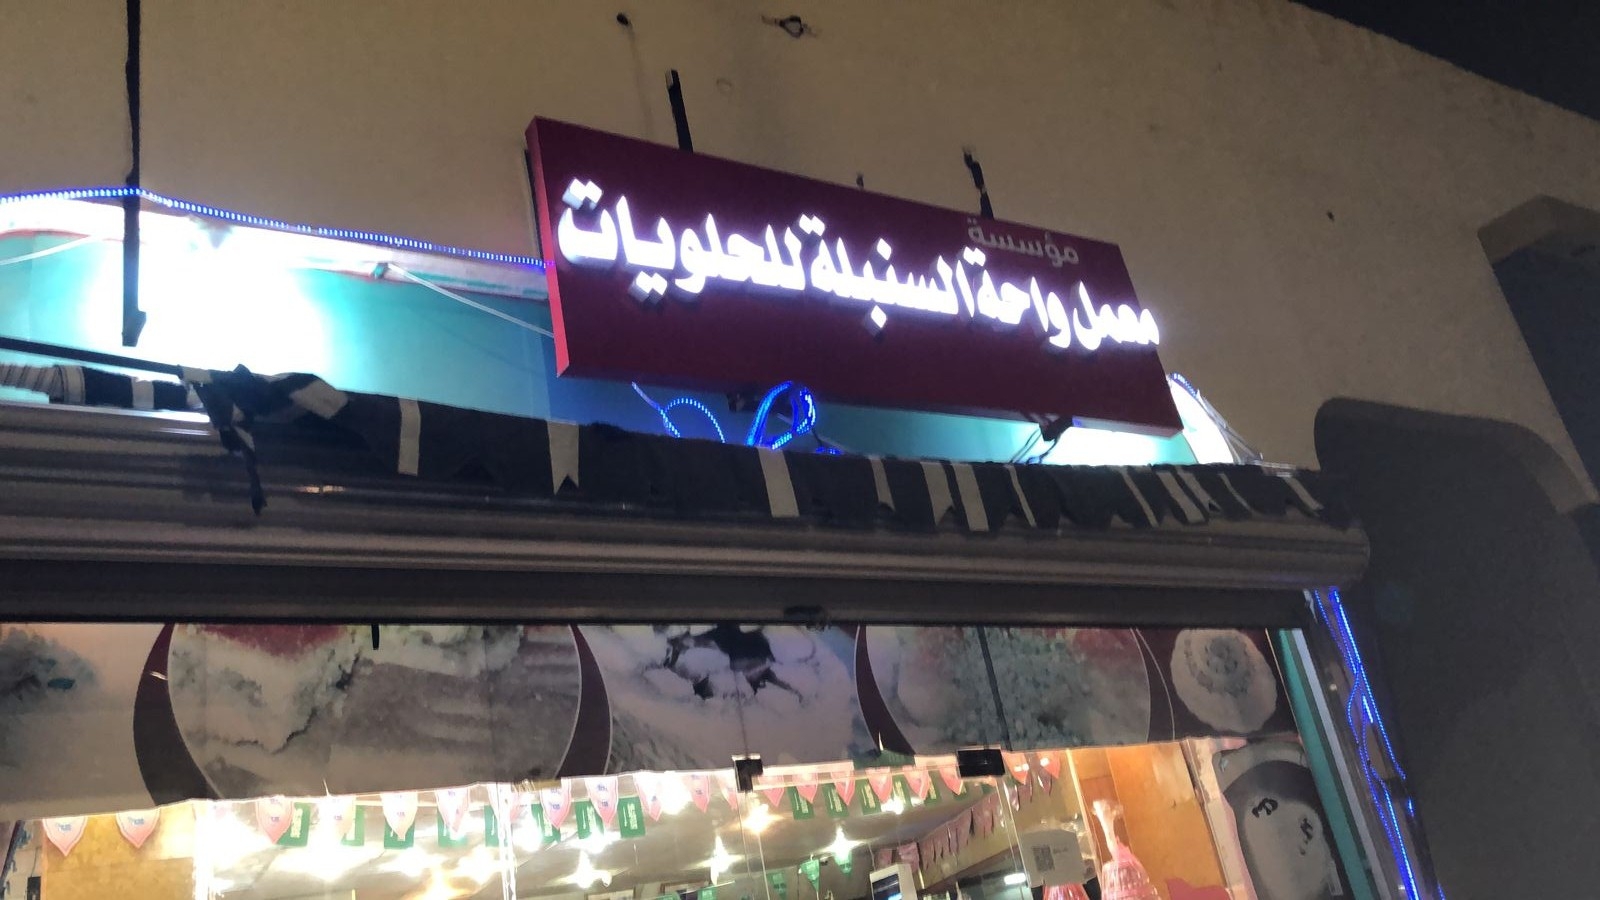 مؤسسة
معمل واحة السنبلة للحلويات